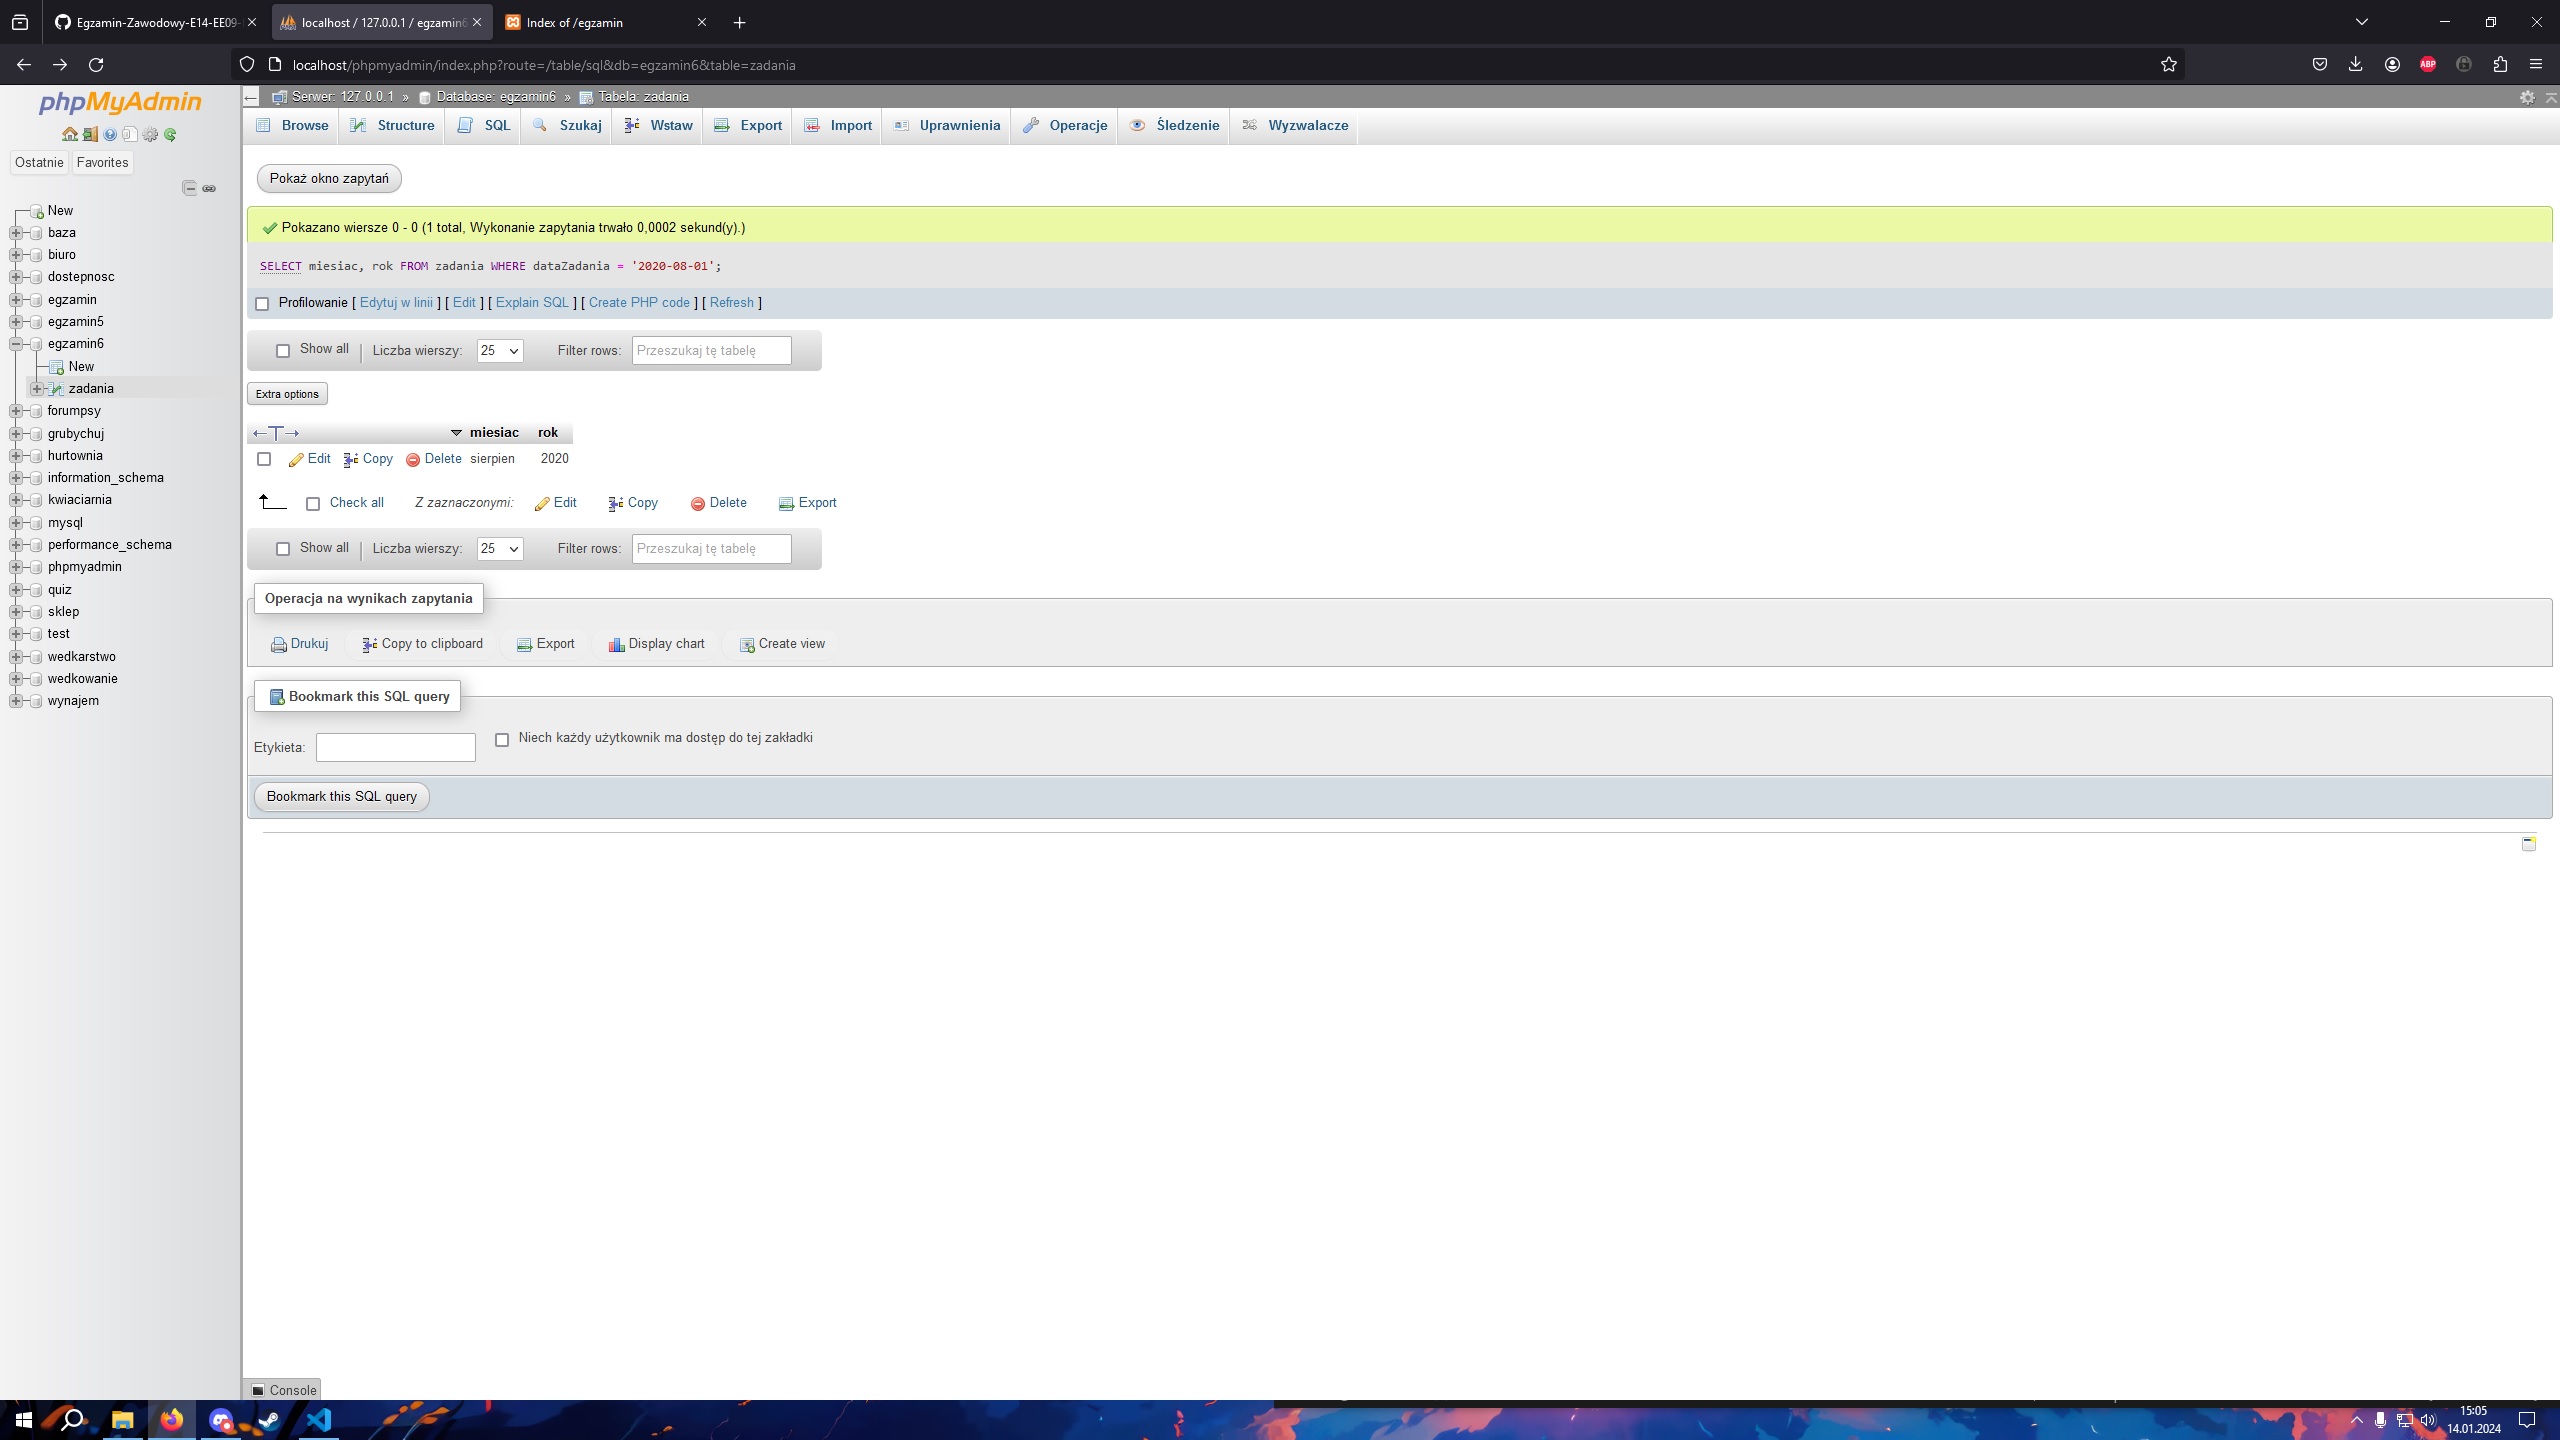 Egzamin-Zawodowy-E14-EE09-
localhost / 127.0.0.1 / egzamin6
Index of /egzamin
localhost/phpmyadmin/index.php?route=/table/sql&db=egzamin6&table=zadania
ABP
phpMyAdmin
Ostatnie
Favorites
New
baza
biuro
dostepnosc
egzamin
egzamin5
egzamin6
New
zadania
forumpsy
grubychuj
hurtownia
information_schema
kwiaciarnia
mysql
performance_schema
phpmyadmin
quiz
sklep
test
wedkarstwo
wedkowanie
wynajem
Serwer: 127.0.0.1 » Database: egzamin6 » Tabela: zadania
Browse Structure SQL Szukaj Wstaw Export Import Uprawnienia Operacje Śledzenie Wyzwalacze
Pokaż okno zapytań
Pokazano wiersze 0 - 0 (1 total, Wykonanie zapytania trwało 0,0002 sekund(y).)
SELECT miesiac, rok FROM zadania WHERE dataZadania = '2020-08-01';
Profilowanie [ Edytuj w linii ] [ Edit ] [ Explain SQL ] [ Create PHP code ] [ Refresh ]
Show all | Liczba wierszy: 25 Filter rows: Przeszukaj tę tabelę
Extra options
←T→ miesiac rok
Edit Copy Delete sierpien 2020
Check all Z zaznaczonymi: Edit Copy Delete Export
Show all | Liczba wierszy: 25 Filter rows: Przeszukaj tę tabelę
Operacja na wynikach zapytania
Drukuj Copy to clipboard Export Display chart Create view
Bookmark this SQL query
Etykieta: Niech każdy użytkownik ma dostęp do tej zakładki
Bookmark this SQL query
Console
15:05
14.01.2024